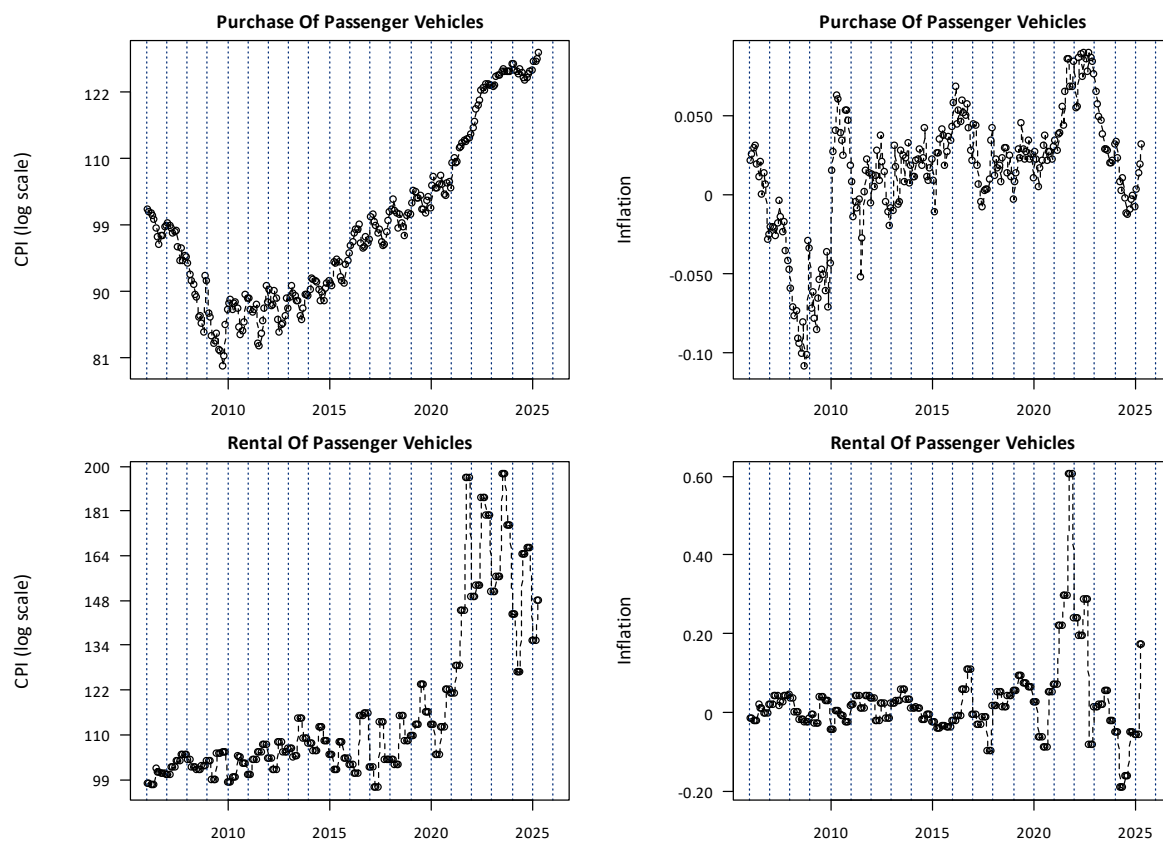 Purchase Of Passenger Vehicles
CPI (log scale)
122
110
99
90
81
2010 2015 2020 2025
Purchase Of Passenger Vehicles
Inflation
0.050
0
-0.050
-0.10
2010 2015 2020 2025
Rental Of Passenger Vehicles
CPI (log scale)
200
181
164
148
134
122
110
99
2010 2015 2020 2025
Rental Of Passenger Vehicles
Inflation
0.60
0.40
0.20
0
-0.20
2010 2015 2020 2025